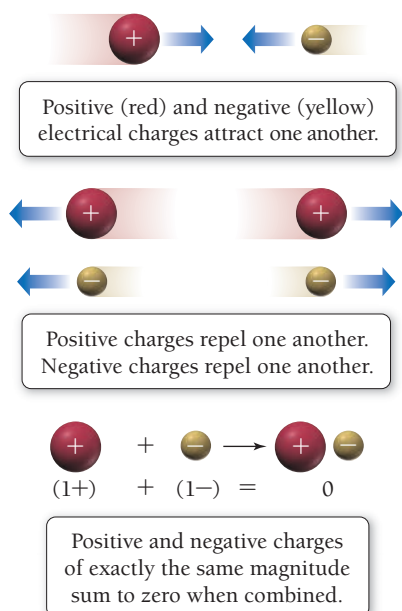 + −
Positive (red) and negative (yellow)
electrical charges attract one another.
+ +
− −
Positive charges repel one another.
Negative charges repel one another.
+ + − → + −
(1+) + (1−) = 0
Positive and negative charges
of exactly the same magnitude
sum to zero when combined.